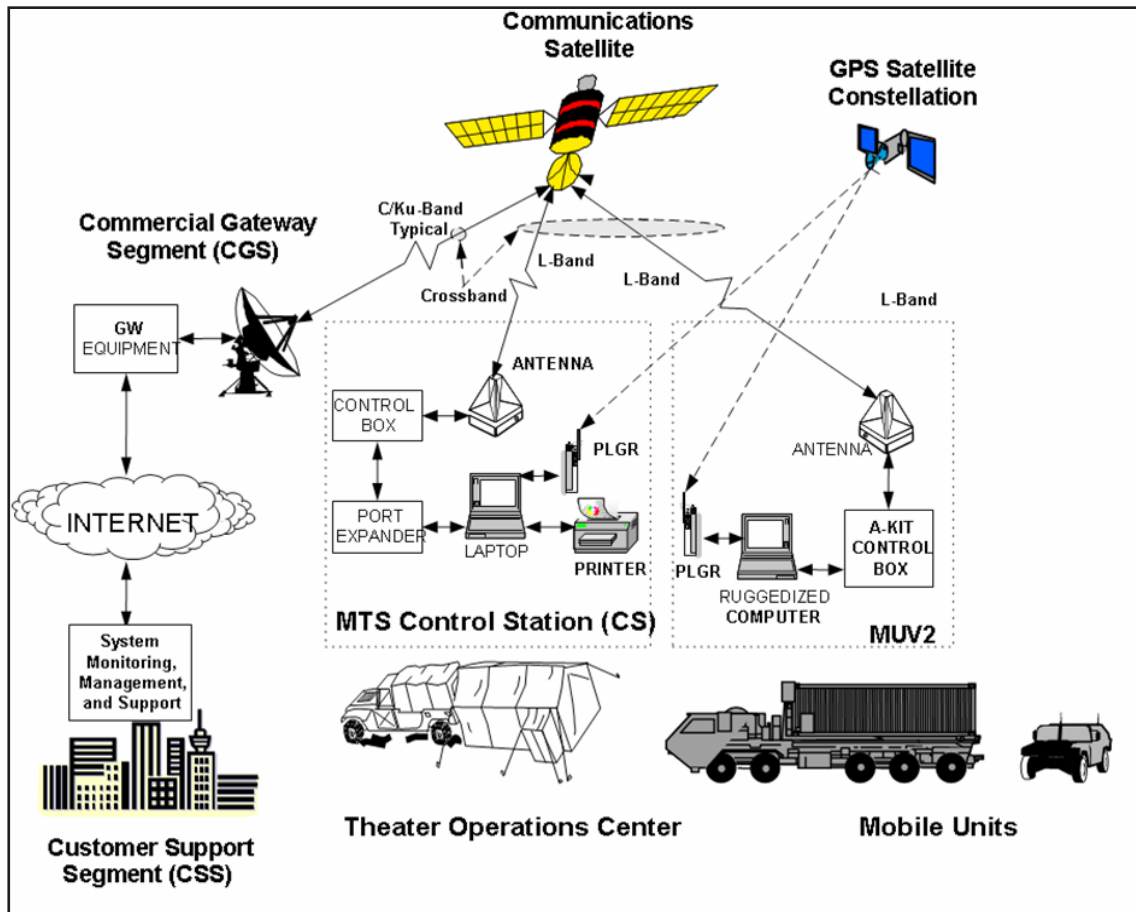 Communications
Satellite
GPS Satellite
Constellation
Commercial Gateway
Segment (CGS)
C/Ku-Band
Typical
L-Band
Crossband
L-Band
L-Band
GW
EQUIPMENT
ANTENNA
CONTROL
BOX
PLGR
ANTENNA
INTERNET
PORT
EXPANDER
LAPTOP
PRINTER
PLGR
RUGGEDIZED
COMPUTER
A-KIT
CONTROL
BOX
MTS Control Station (CS)
MUV2
System
Monitoring,
Management,
and Support
Theater Operations Center
Mobile Units
Customer Support
Segment (CSS)